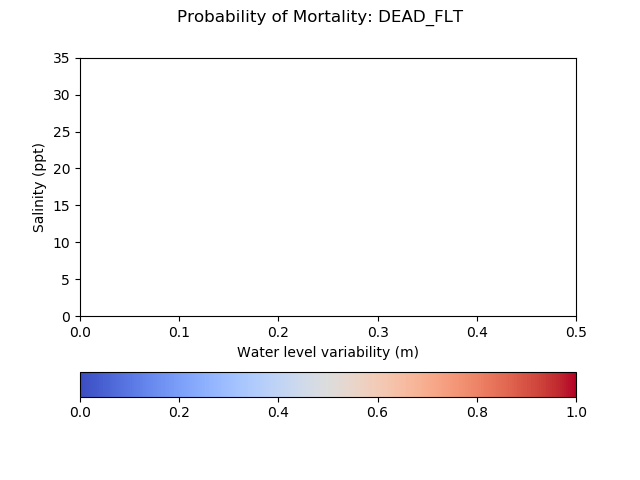 Probability of Mortality: DEAD_FLT
35
30
25
20
15
10
5
0
Salinity (ppt)
0.0 0.1 0.2 0.3 0.4 0.5
Water level variability (m)
0.0 0.2 0.4 0.6 0.8 1.0